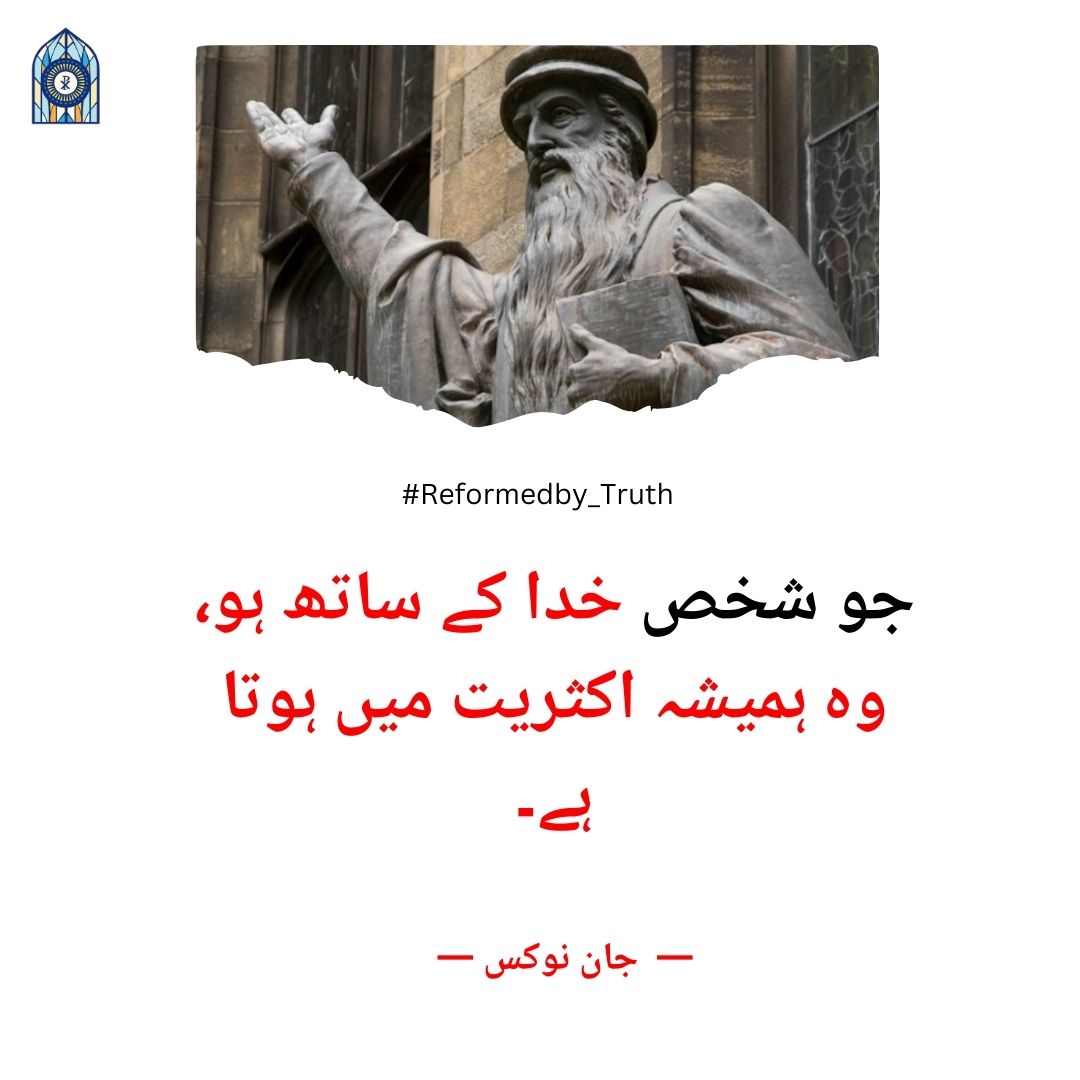 #Reformedby_Truth
جو شخص خدا کے ساتھ ہو،
وہ ہمیشہ اکثریت میں ہوتا
ہے۔
— جان نوکس —